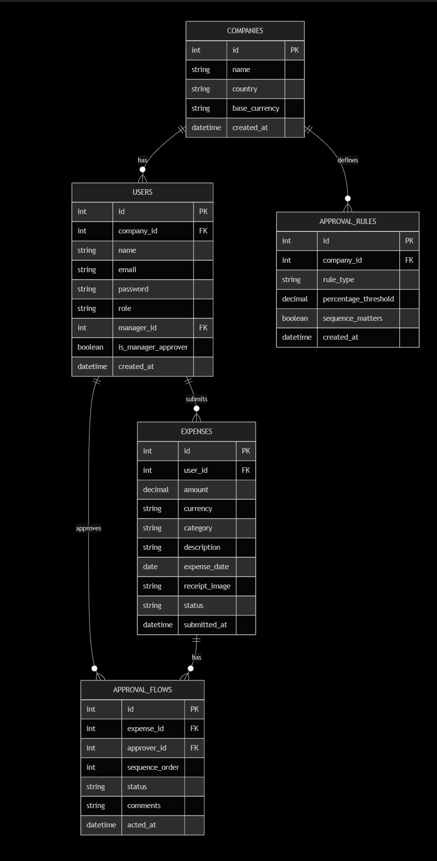 COMPANIES
int id PK
string name
string country
string base_currency
datetime created_at
has
defines
USERS
int id PK
int company_id FK
string name
string email
string password
string role
int manager_id FK
boolean is_manager_approver
datetime created_at
APPROVAL_RULES
int id PK
int company_id FK
string rule_type
decimal percentage_threshold
boolean sequence_matters
datetime created_at
submits
EXPENSES
int id PK
int user_id FK
decimal amount
string currency
string category
string description
date expense_date
string receipt_image
string status
datetime submitted_at
approves
has
APPROVAL_FLOWS
int id PK
int expense_id FK
int approver_id FK
int sequence_order
string status
string comments
datetime acted_at